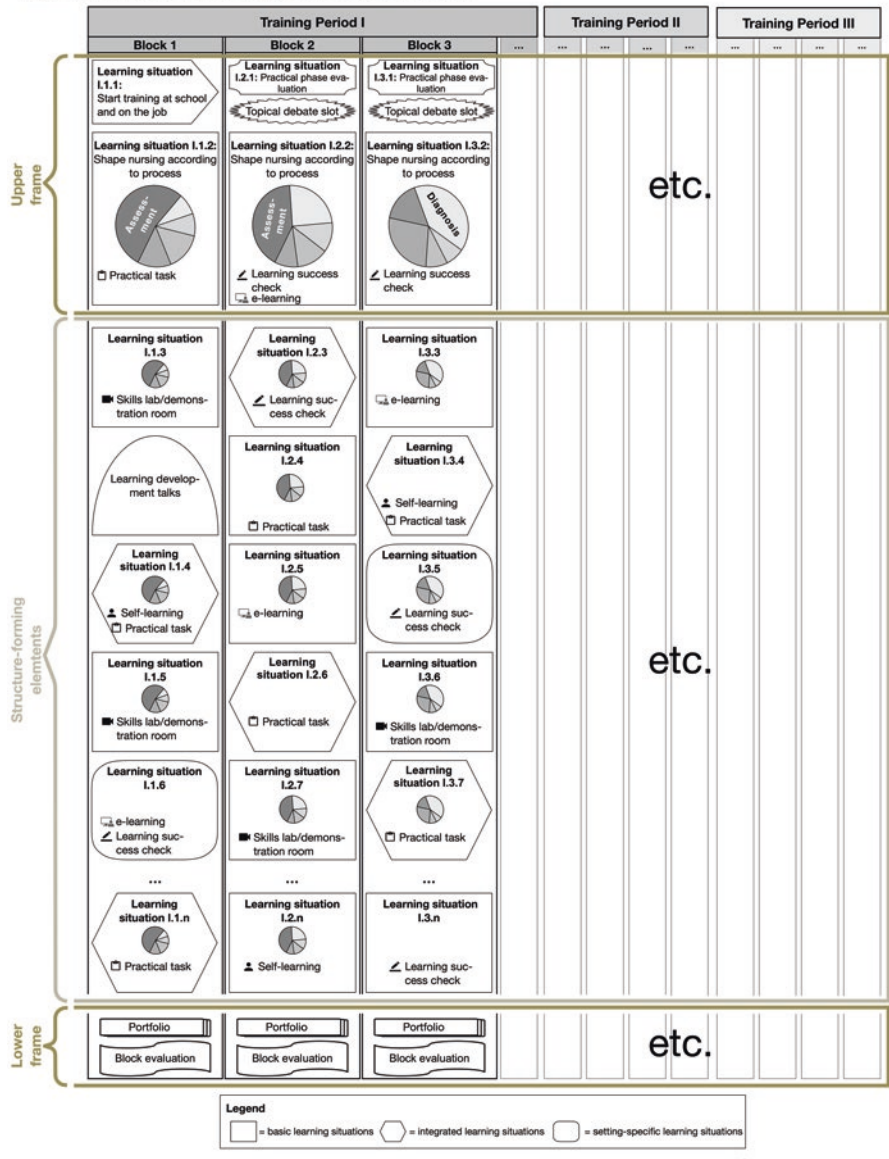 Training Period I
Training Period II
Training Period III
Block 1
Block 2
Block 3
...
...
...
...
...
...
...
...
...
Upper
frame
Learning situation
I.1.1:
Start training at school
and on the job
Learning situation I.1.2:
Shape nursing according
to process
Assess-
ment
Practical task
Learning situation
I.2.1: Practical phase eva-
luation
Topical debate slot
Learning situation I.2.2:
Shape nursing according
to process
Assess-
ment
Learning success
check
e-learning
Learning situation
I.3.1: Practical phase eva-
luation
Topical debate slot
Learning situation I.3.2:
Shape nursing according
to process
Diagnosis
Learning success
check
etc.
Structure-forming
elemtents
Learning situation
I.1.3
Skills lab/demons-
tration room
Learning develop-
ment talks
Learning
situation I.1.4
Self-learning
Practical task
Learning situation
I.1.5
Skills lab/demons-
tration room
Learning situation
I.1.6
e-learning
Learning suc-
cess check
...
Learning
situation I.1.n
Practical task
Learning
situation I.2.3
Learning suc-
cess check
Learning situation
I.2.4
Practical task
Learning situation
I.2.5
e-learning
Learning
situation I.2.6
Practical task
Learning situation
I.2.7
Skills lab/demons-
tration room
...
Learning situation
I.2.n
Self-learning
Learning situation
I.3.3
e-learning
Learning
situation I.3.4
Self-learning
Practical task
Learning situation
I.3.5
Learning suc-
cess check
Learning situation
I.3.6
Skills lab/demons-
tration room
Learning
situation I.3.7
Practical task
...
Learning situation
I.3.n
Learning suc-
cess check
etc.
Lower
frame
Portfolio
Block evaluation
Portfolio
Block evaluation
Portfolio
Block evaluation
etc.
Legend
= basic learning situations
= integrated learning situations
= setting-specific learning situations